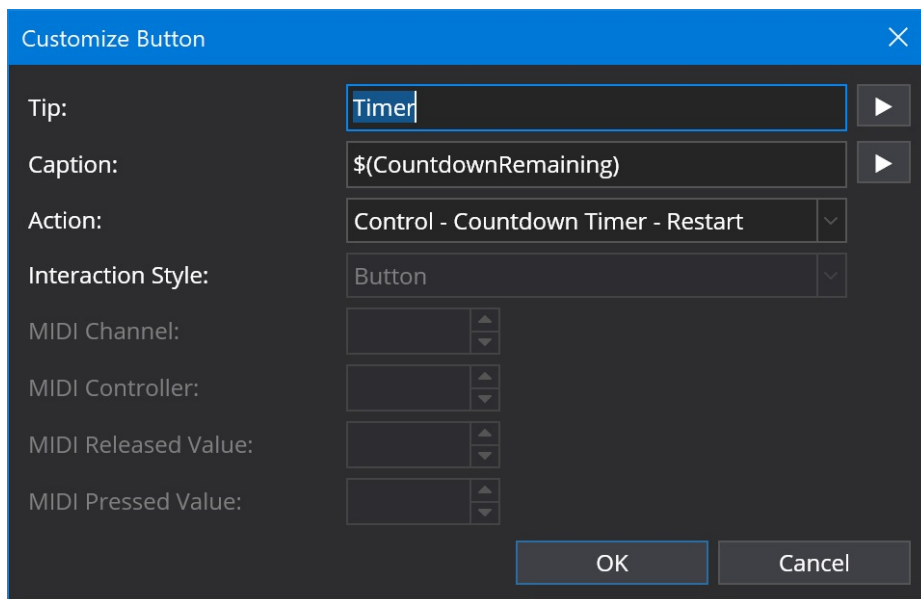 Customize Button
Tip: Timer
Caption: $(CountdownRemaining)
Action: Control - Countdown Timer - Restart
Interaction Style: Button
MIDI Channel:
MIDI Controller:
MIDI Released Value:
MIDI Pressed Value:
OK Cancel